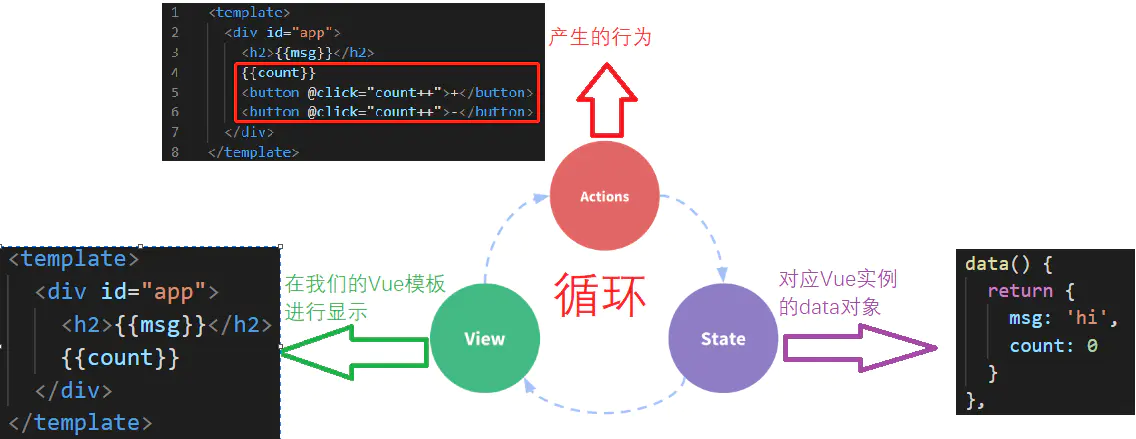 1 <template>
2 <div id="app">
3 <h2>{{msg}}</h2>
4 {{count}}
5 <button @click="count++">+</button>
6 <button @click="count++">-</button>
7 </div>
8 </template>
产生的行为
Actions
循环
<template>
<div id="app">
<h2>{{msg}}</h2>
{{count}}
</div>
</template>
在我们的Vue模板
进行显示
View
State
对应Vue实例
的data对象
data() {
return {
msg: 'hi',
count: 0
}
},